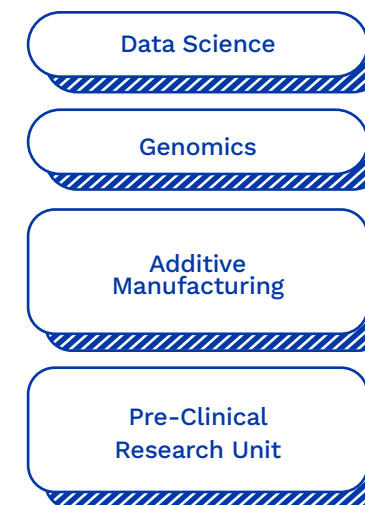 Data Science
Genomics
Additive
Manufacturing
Pre-Clinical
Research Unit